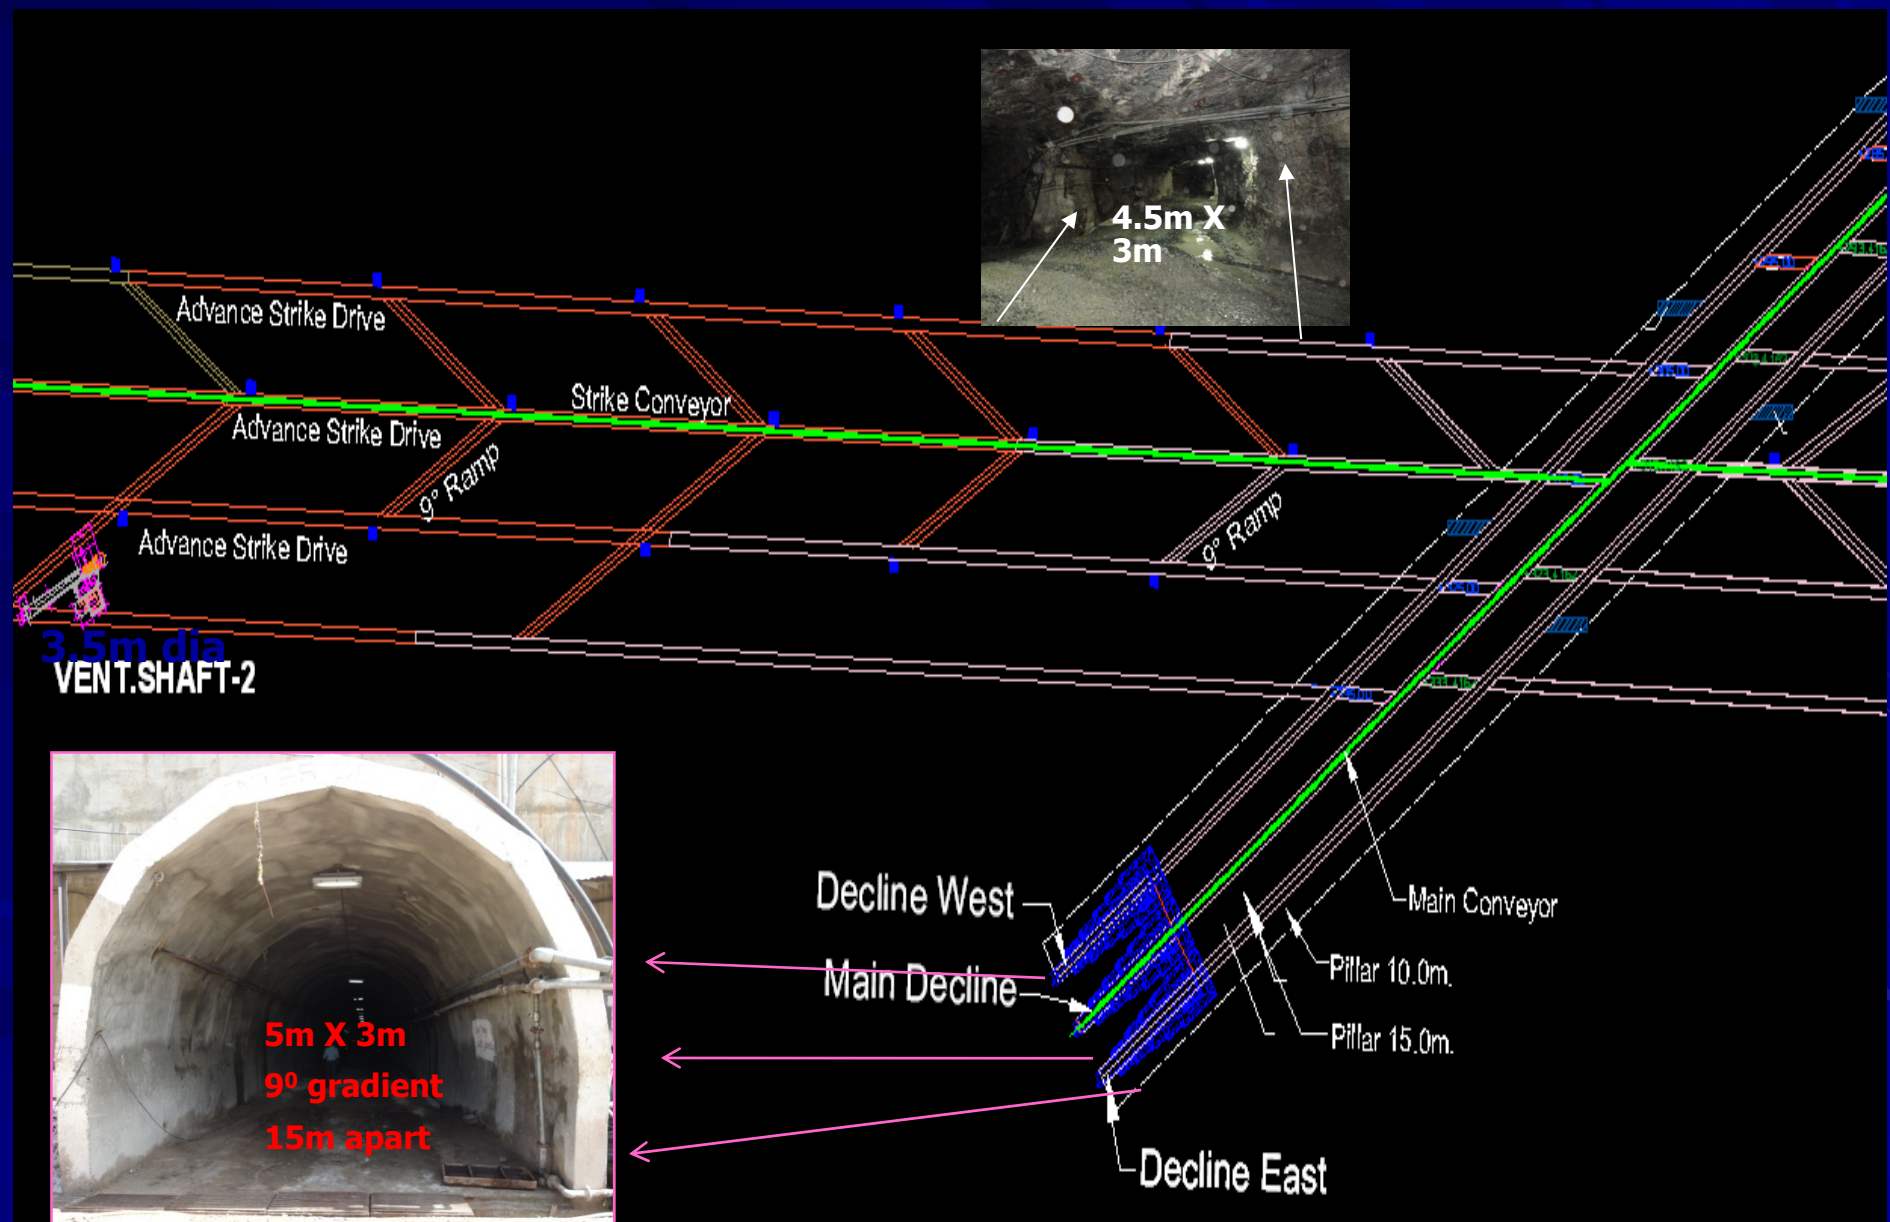 4.5m X
3m
Advance Strike Drive
Strike Conveyor
Advance Strike Drive
9° Ramp
9° Ramp
Advance Strike Drive
3.5m dia
VENT.SHAFT-2
Decline West
Main Conveyor
Main Decline
Pillar 10.0m.
Pillar 15.0m.
5m X 3m
9⁰ gradient
15m apart
Decline East